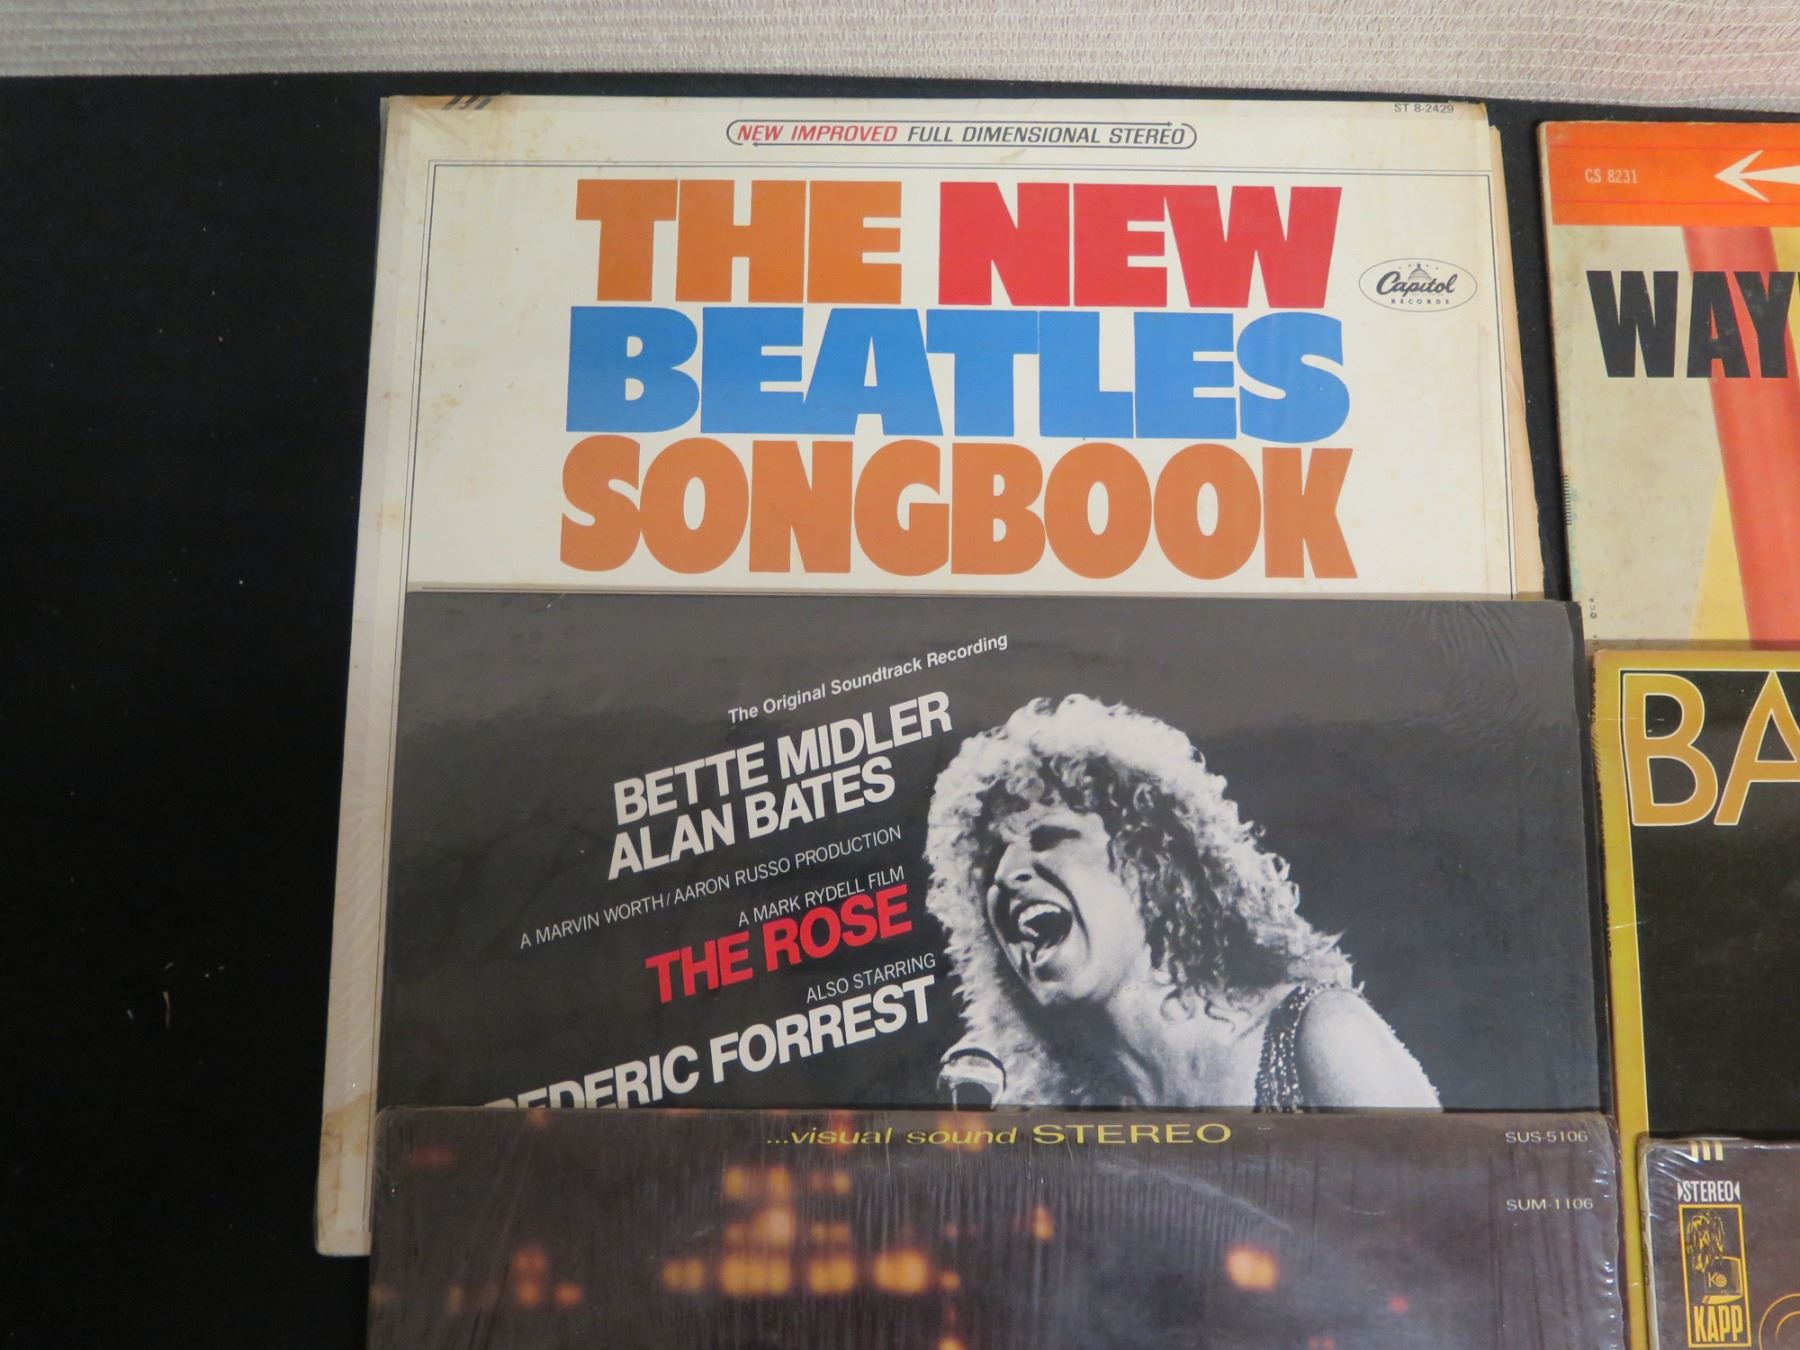 ST 8-2429
NEW IMPROVED FULL DIMENSIONAL STEREO
THE NEW
BEATLES
SONGBOOK
Capitol
RECORDS
The Original Soundtrack Recording
BETTE MIDLER
ALAN BATES
A MARVIN WORTH/AARON RUSSO PRODUCTION
A MARK RYDELL FILM
THE ROSE
ALSO STARRING
FREDERIC FORREST
...visual sound STEREO
SUS-5106
SUM-1106
CS 8231
WAY
BA
STEREO
KAPP